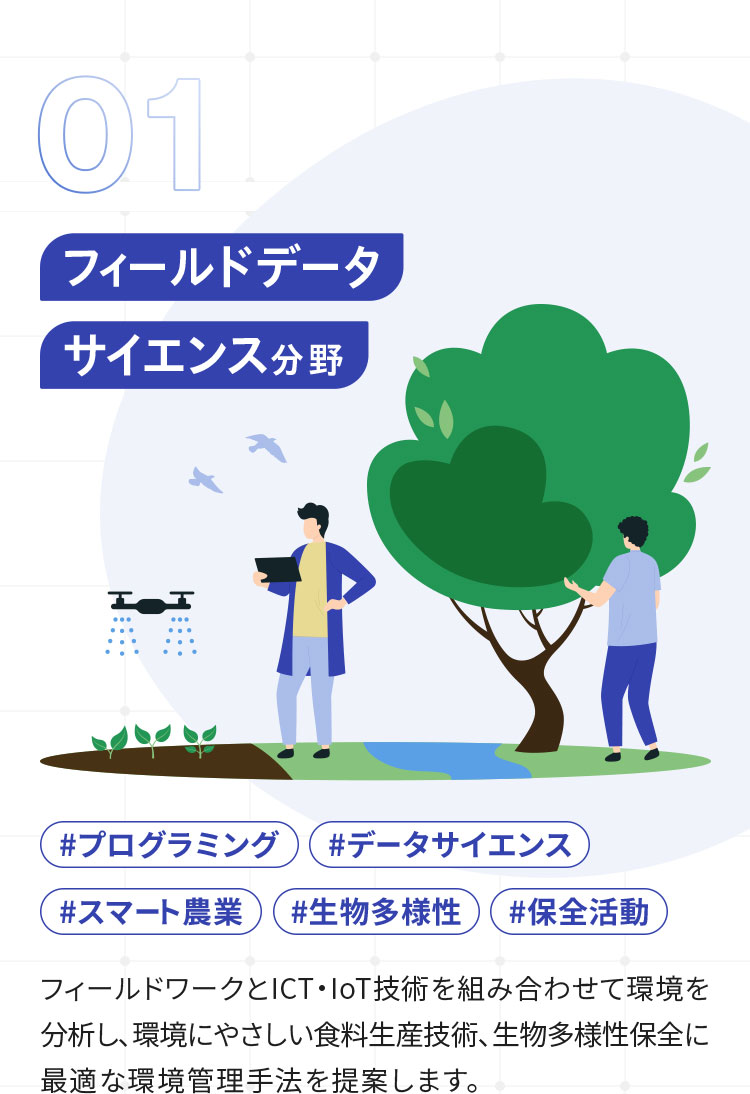 01
フィールドデータ
サイエンス分野
#プログラミング #データサイエンス
#スマート農業 #生物多様性 #保全活動
フィールドワークとICT・IoT技術を組み合わせて環境を
分析し、環境にやさしい食料生産技術、生物多様性保全に
最適な環境管理手法を提案します。